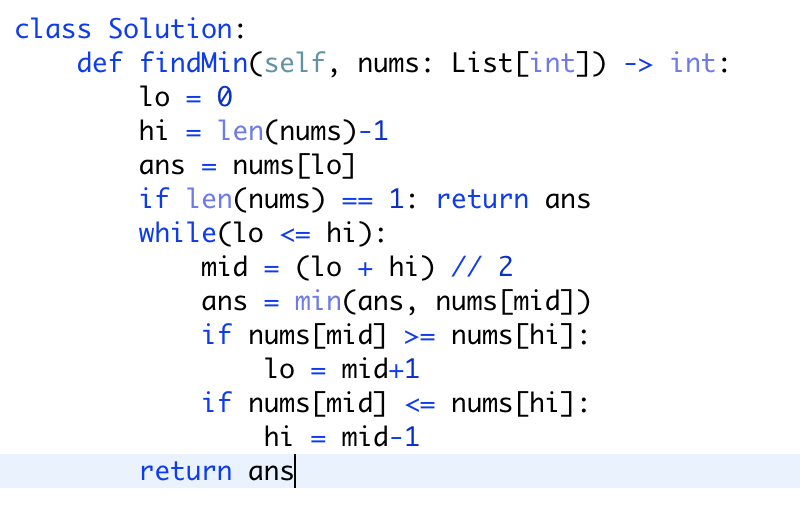 class Solution:
    def findMin(self, nums: List[int]) -> int:
        lo = 0
        hi = len(nums)-1
        ans = nums[lo]
        if len(nums) == 1: return ans
        while(lo <= hi):
            mid = (lo + hi) // 2
            ans = min(ans, nums[mid])
            if nums[mid] >= nums[hi]:
                lo = mid+1
            if nums[mid] <= nums[hi]:
                hi = mid-1
        return ans